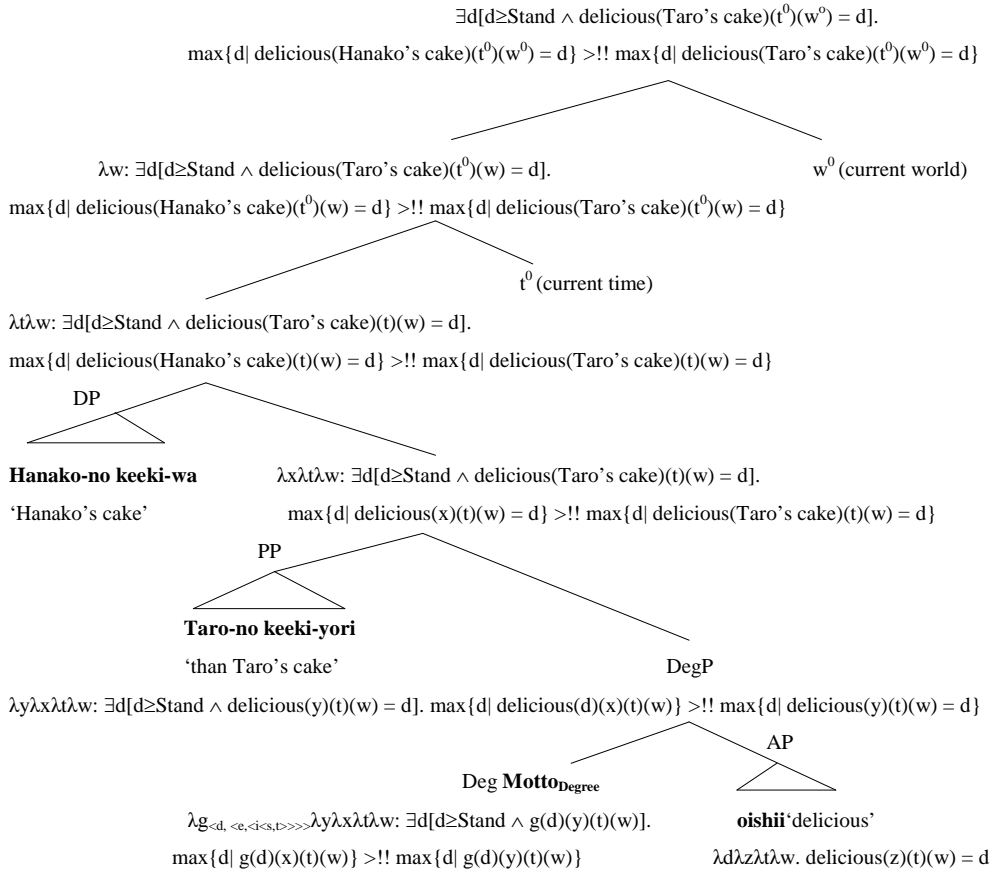 ∃d[d≥Stand ∧ delicious(Taro's cake)(t⁰)(wº) = d].
max{d| delicious(Hanako's cake)(t⁰)(w⁰) = d} >!! max{d| delicious(Taro's cake)(t⁰)(w⁰) = d}
λw: ∃d[d≥Stand ∧ delicious(Taro's cake)(t⁰)(w) = d]. w⁰ (current world)
max{d| delicious(Hanako's cake)(t⁰)(w) = d} >!! max{d| delicious(Taro's cake)(t⁰)(w) = d}
t⁰ (current time)
λtλw: ∃d[d≥Stand ∧ delicious(Taro's cake)(t)(w) = d].
max{d| delicious(Hanako's cake)(t)(w) = d} >!! max{d| delicious(Taro's cake)(t)(w) = d}
DP
Hanako-no keeki-wa λxλtλw: ∃d[d≥Stand ∧ delicious(Taro's cake)(t)(w) = d].
‘Hanako's cake’ max{d| delicious(x)(t)(w) = d} >!! max{d| delicious(Taro's cake)(t)(w) = d}
PP
Taro-no keeki-yori
‘than Taro's cake’ DegP
λyλxλtλw: ∃d[d≥Stand ∧ delicious(y)(t)(w) = d]. max{d| delicious(d)(x)(t)(w)} >!! max{d| delicious(y)(t)(w) = d}
AP
Deg Motto_Degree
λg<d, <e,<i<s,t>>>>λyλxλtλw: ∃d[d≥Stand ∧ g(d)(y)(t)(w)]. oishii‘delicious’
max{d| g(d)(x)(t)(w)} >!! max{d| g(d)(y)(t)(w)} λdλzλtλw. delicious(z)(t)(w) = d